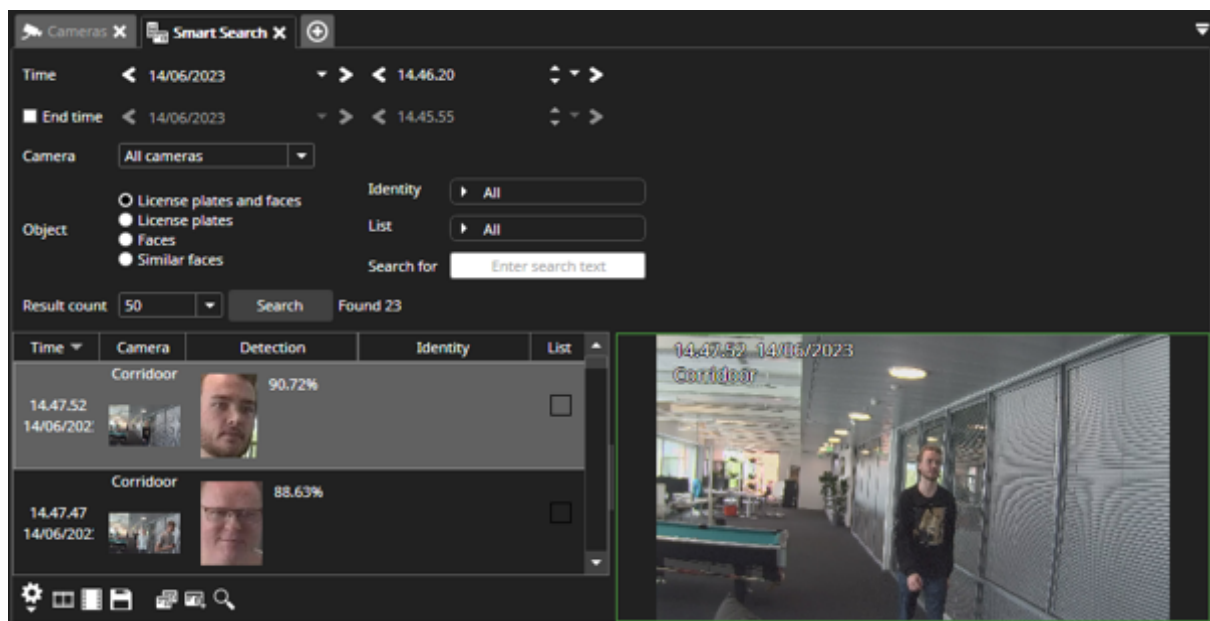 Cameras Smart Search
Time 14/06/2023 14.46.20
End time 14/06/2023 14.45.55
Camera All cameras
Object
License plates and faces
License plates
Faces
Similar faces
Identity All
List All
Search for Enter search text
Result count 50 Search Found 23
Time Camera Detection Identity List
Corridoor
90.72%
14.47.52
14/06/202
Corridoor
88.63%
14.47.47
14/06/202
14.47.52 14/06/2023
Corridoor